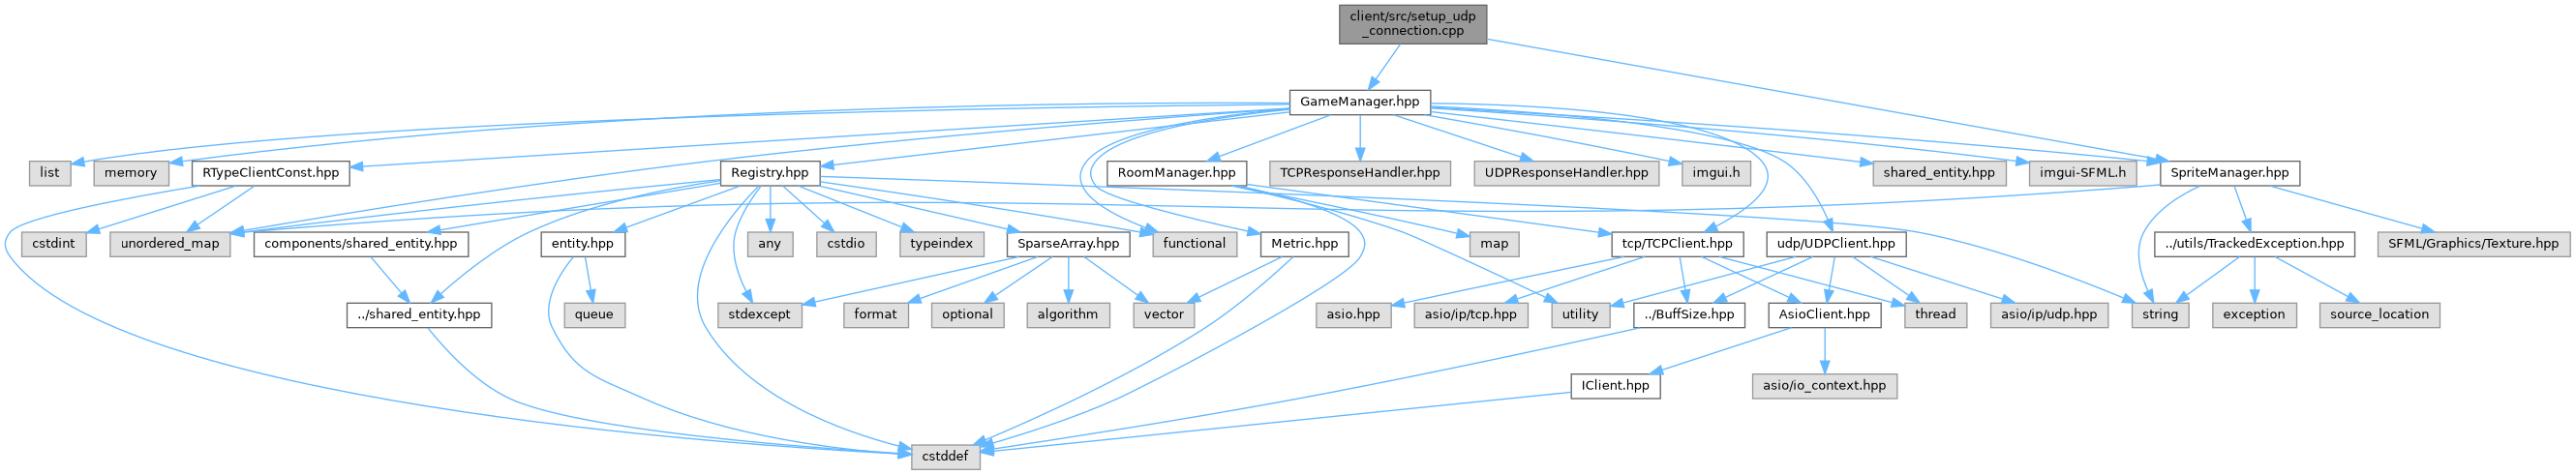 client/src/setup_udp
_connection.cpp
GameManager.hpp
list
memory
RTypeClientConst.hpp
Registry.hpp
RoomManager.hpp
TCPResponseHandler.hpp
UDPResponseHandler.hpp
imgui.h
shared_entity.hpp
imgui-SFML.h
SpriteManager.hpp
cstdint
unordered_map
components/shared_entity.hpp
entity.hpp
any
cstdio
typeindex
SparseArray.hpp
functional
Metric.hpp
map
tcp/TCPClient.hpp
udp/UDPClient.hpp
../utils/TrackedException.hpp
SFML/Graphics/Texture.hpp
../shared_entity.hpp
queue
stdexcept
format
optional
algorithm
vector
asio.hpp
asio/ip/tcp.hpp
utility
../BuffSize.hpp
AsioClient.hpp
thread
asio/ip/udp.hpp
string
exception
source_location
IClient.hpp
asio/io_context.hpp
cstddef